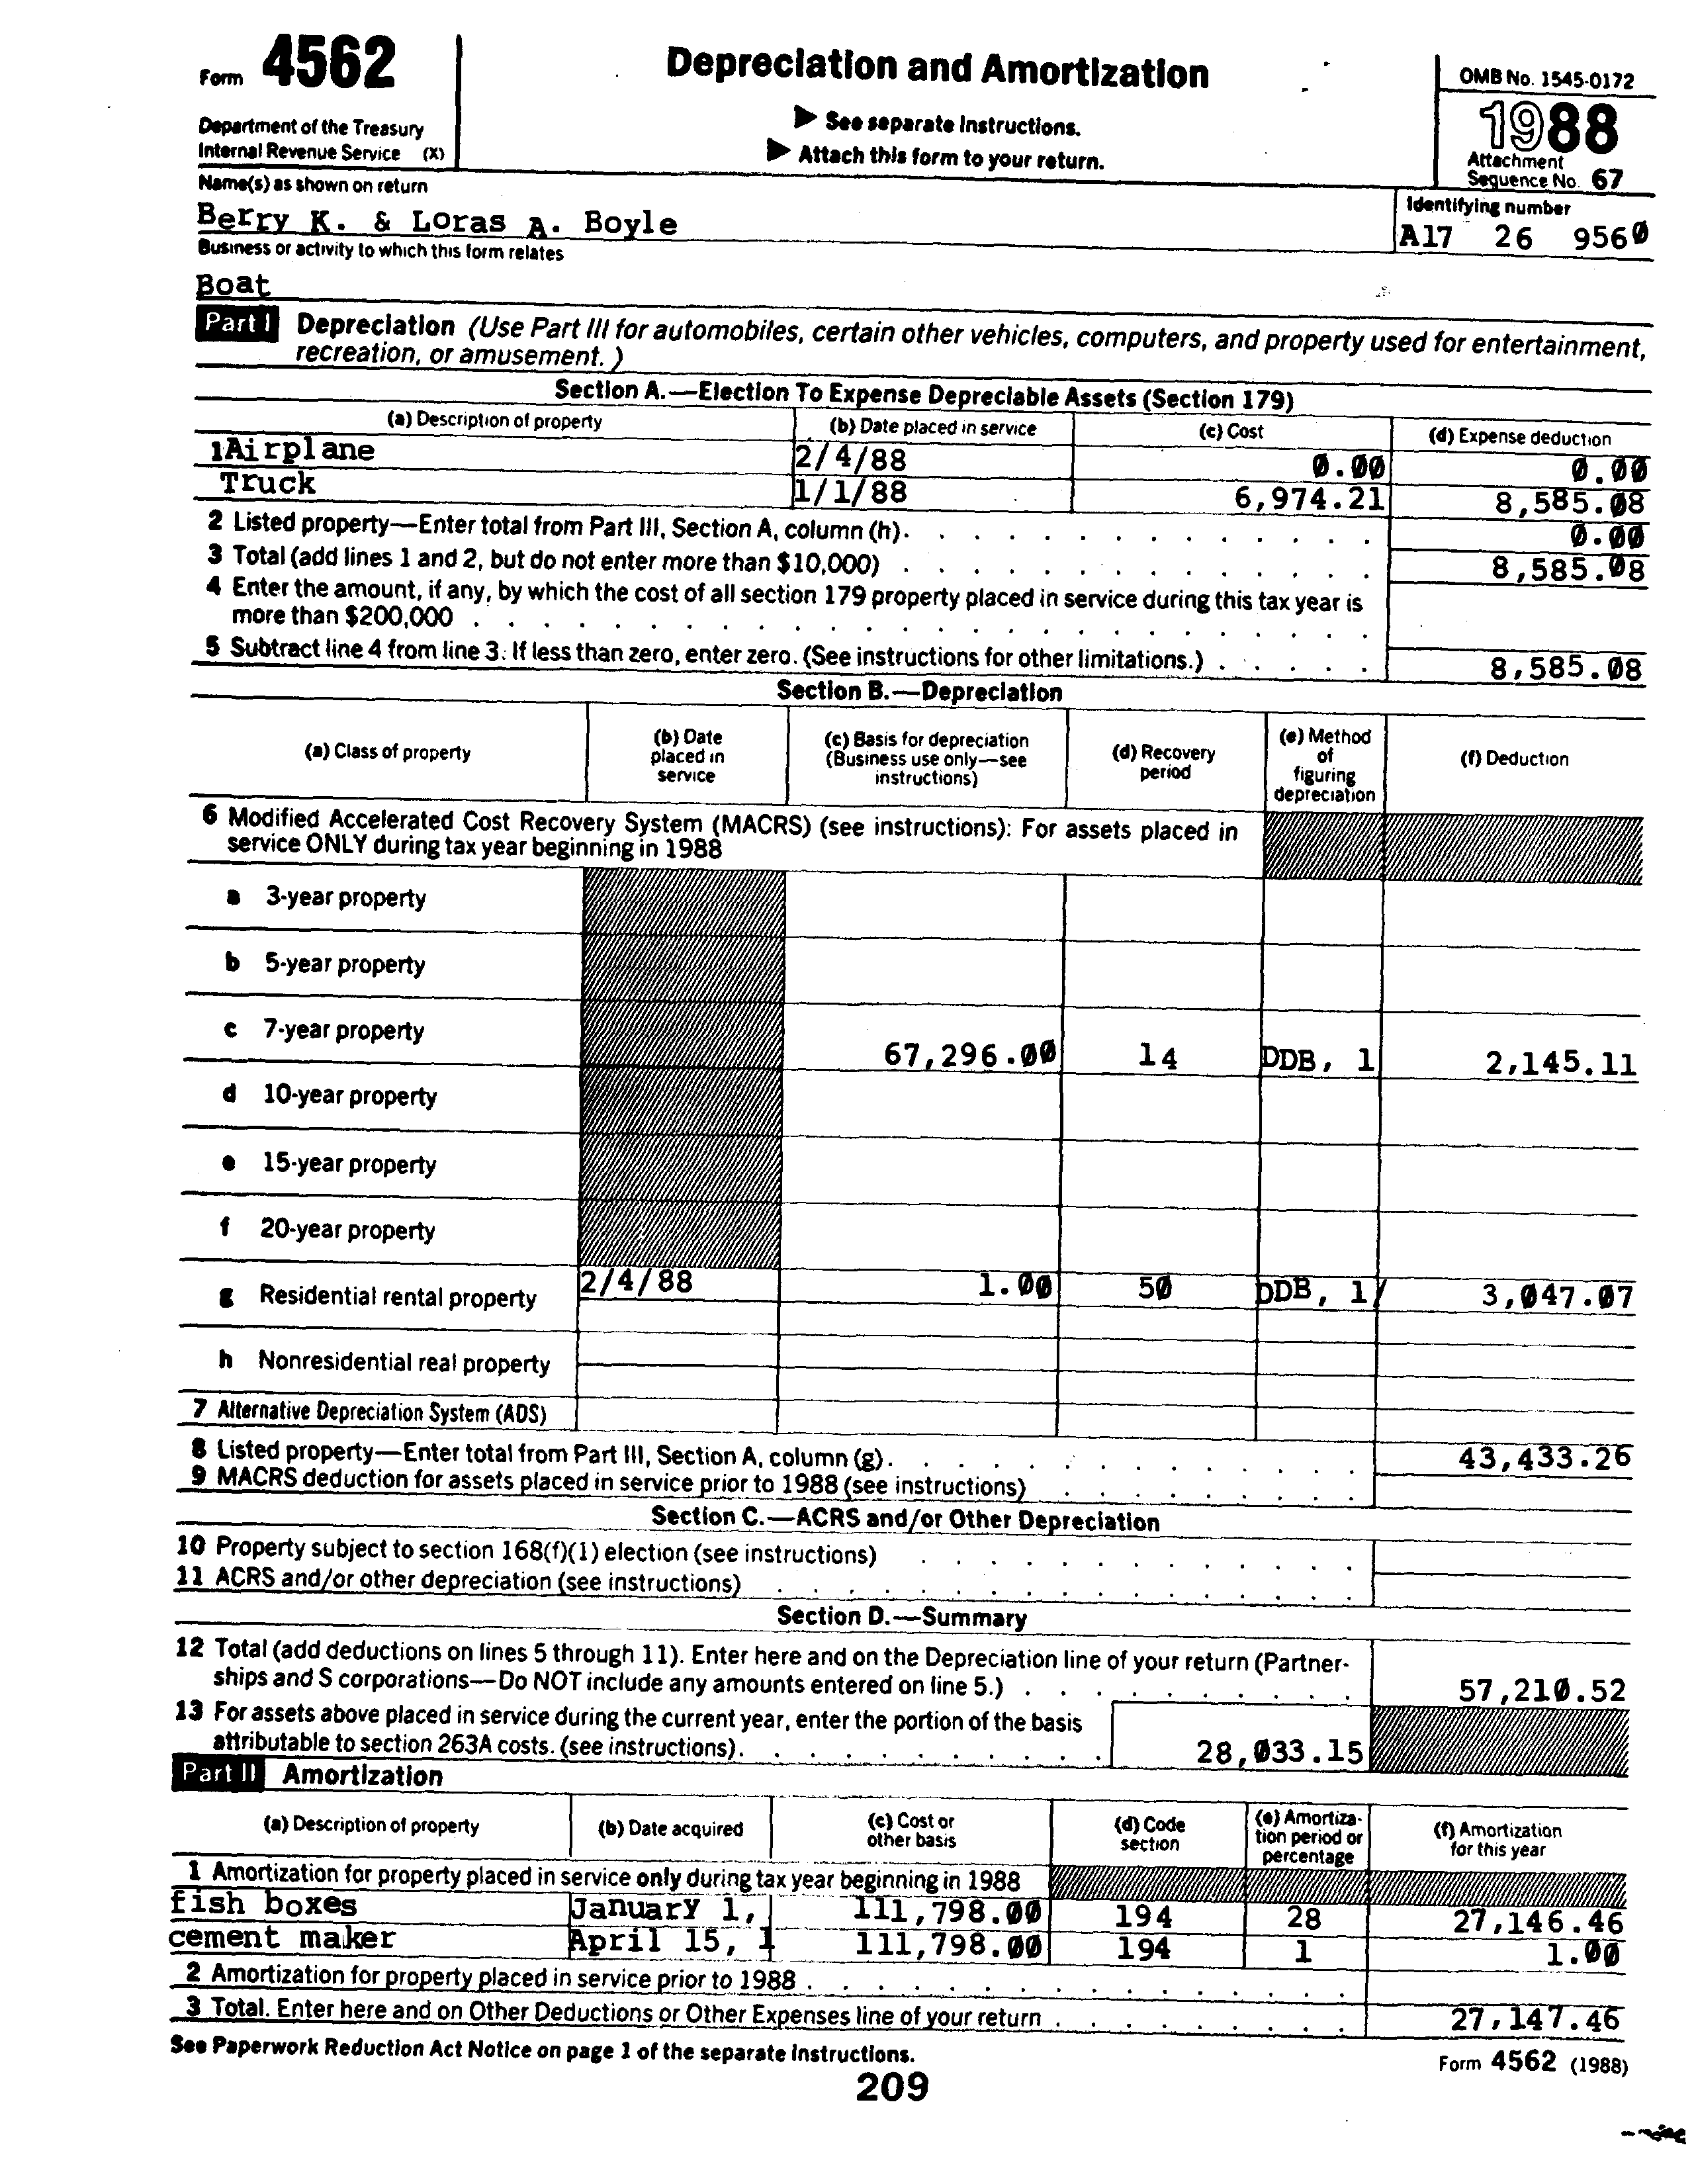 Form 4562
Department of the Treasury
Internal Revenue Service (X)
Depreciation and Amortization
▶ See separate Instructions.
▶ Attach this form to your return.
OMB No. 1545-0172
1988
Attachment
Sequence No. 67
Name(s) as shown on return
Berry K. & Loras A. Boyle
Identifying number
A17 26 9560
Business or activity to which this form relates
Boat
Part I Depreciation (Use Part III for automobiles, certain other vehicles, computers, and property used for entertainment,
recreation, or amusement.)
Section A.—Election To Expense Depreciable Assets (Section 179)
(a) Description of property (b) Date placed in service (c) Cost (d) Expense deduction
1 Airplane 2/4/88 0.00 0.00
Truck 1/1/88 6,974.21 8,585.08
2 Listed property—Enter total from Part III, Section A, column (h). 0.00
3 Total (add lines 1 and 2, but do not enter more than $10,000) 8,585.08
4 Enter the amount, if any, by which the cost of all section 179 property placed in service during this tax year is
more than $200,000
5 Subtract line 4 from line 3. If less than zero, enter zero. (See instructions for other limitations.) 8,585.08
Section B.—Depreciation
(a) Class of property (b) Date placed in service (c) Basis for depreciation (Business use only—see instructions) (d) Recovery period (e) Method of figuring depreciation (f) Deduction
6 Modified Accelerated Cost Recovery System (MACRS) (see instructions): For assets placed in
service ONLY during tax year beginning in 1988
a 3-year property
b 5-year property
c 7-year property 67,296.00 14 DDB, 1 2,145.11
d 10-year property
e 15-year property
f 20-year property
g Residential rental property 2/4/88 1.00 50 DDB, 1/ 3,047.07
h Nonresidential real property
7 Alternative Depreciation System (ADS)
8 Listed property—Enter total from Part III, Section A, column (g). 43,433.26
9 MACRS deduction for assets placed in service prior to 1988 (see instructions)
Section C.—ACRS and/or Other Depreciation
10 Property subject to section 168(f)(1) election (see instructions)
11 ACRS and/or other depreciation (see instructions)
Section D.—Summary
12 Total (add deductions on lines 5 through 11). Enter here and on the Depreciation line of your return (Partner-
ships and S corporations—Do NOT include any amounts entered on line 5.) 57,210.52
13 For assets above placed in service during the current year, enter the portion of the basis
attributable to section 263A costs. (see instructions). 28,033.15
Part II Amortization
(a) Description of property (b) Date acquired (c) Cost or other basis (d) Code section (e) Amortiza-tion period or percentage (f) Amortization for this year
1 Amortization for property placed in service only during tax year beginning in 1988
fish boxes January 1, 111,798.00 194 28 27,146.46
cement maker April 15, 1 111,798.00 194 1 1.00
2 Amortization for property placed in service prior to 1988
3 Total. Enter here and on Other Deductions or Other Expenses line of your return 27,147.46
See Paperwork Reduction Act Notice on page 1 of the separate Instructions.
Form 4562 (1988)
209